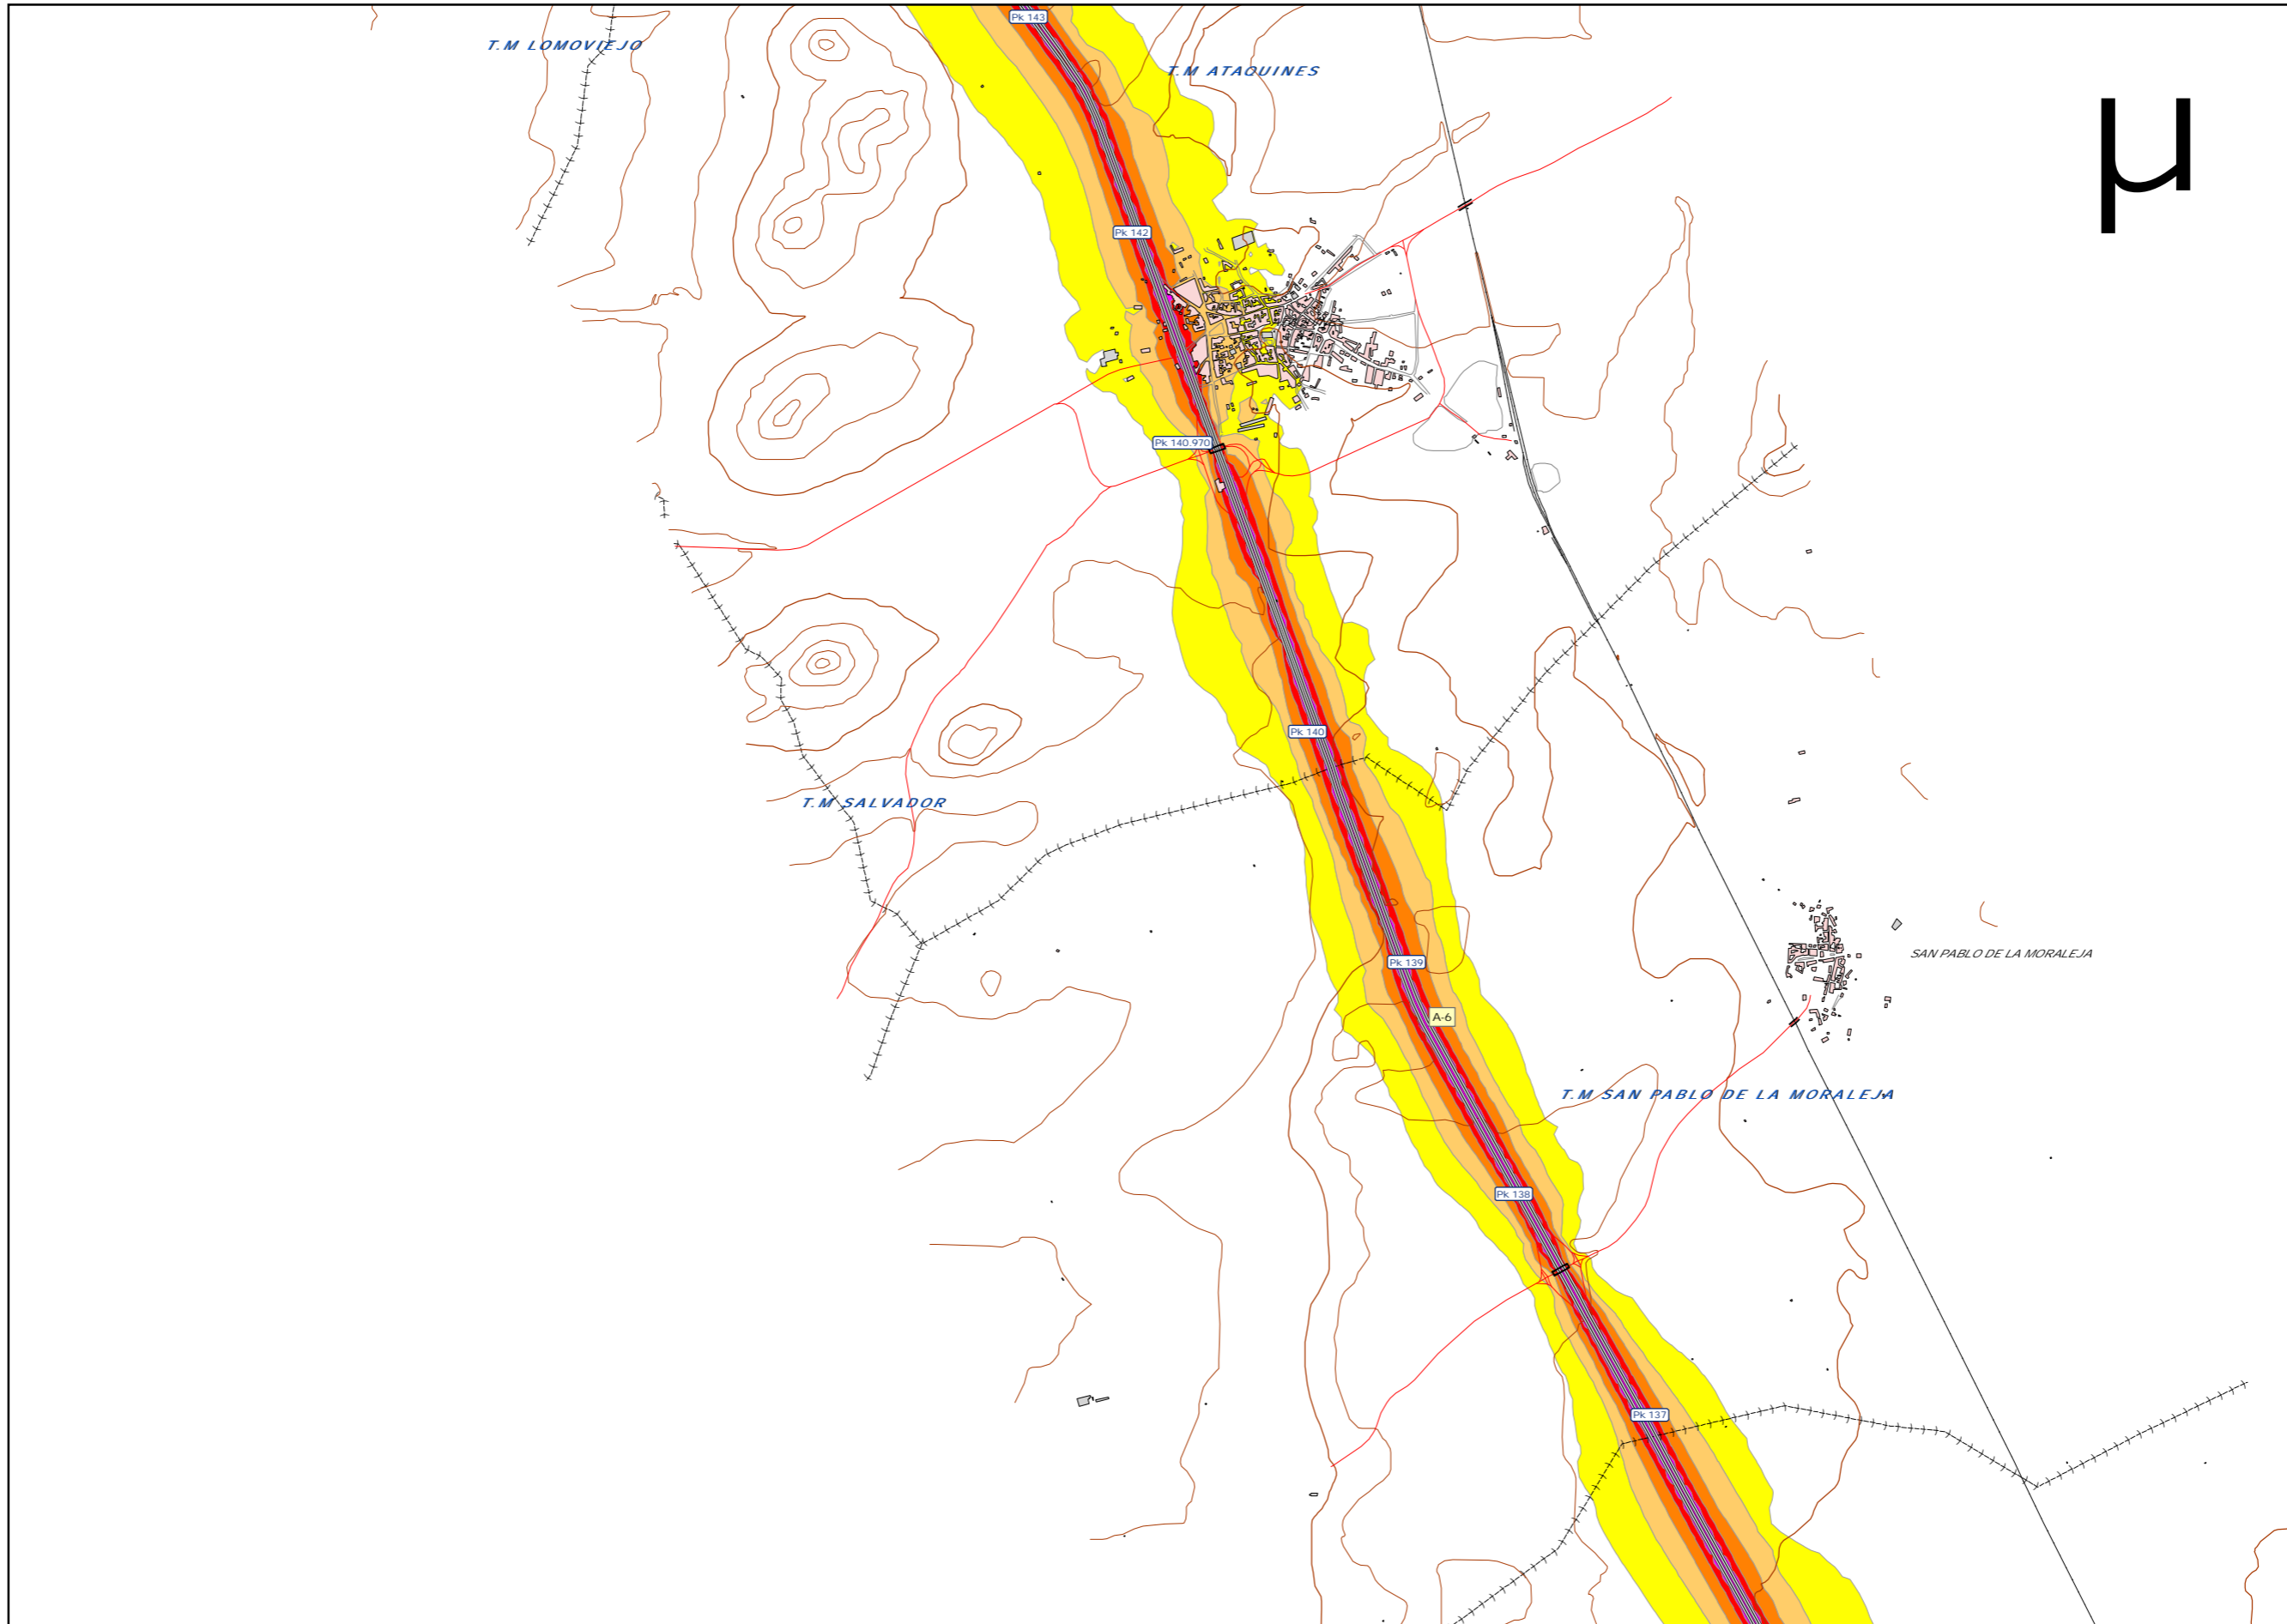 Pk 143
T.M LOMOVIEJO
T.M ATAQUINES
µ
Pk 142
Pk 140.970
Pk 140
T.M SALVADOR
SAN PABLO DE LA MORALEJA
Pk 139
A-6
T.M SAN PABLO DE LA MORALEJA
Pk 138
Pk 137